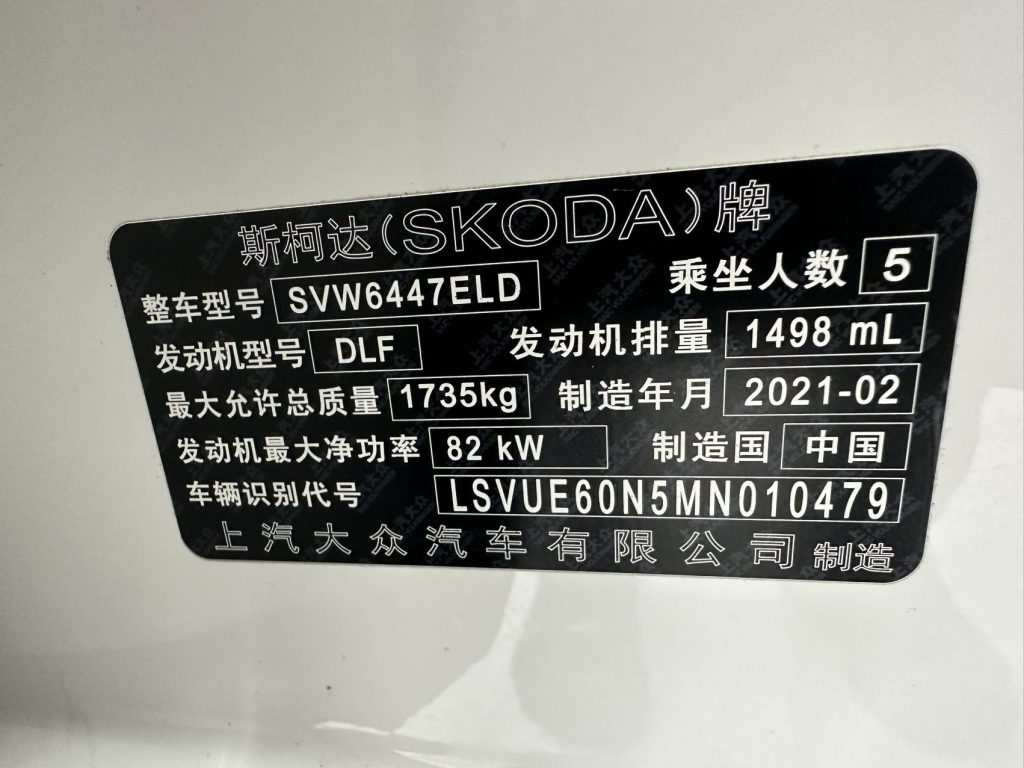 斯柯达(SKODA)牌
整车型号 SVW6447ELD 乘坐人数 5
发动机型号 DLF 发动机排量 1498 mL
最大允许总质量 1735kg 制造年月 2021-02
发动机最大净功率 82 kW 制造国 中国
车辆识别代号 LSVUE60N5MN010479
上汽大众汽车有限公司 制造